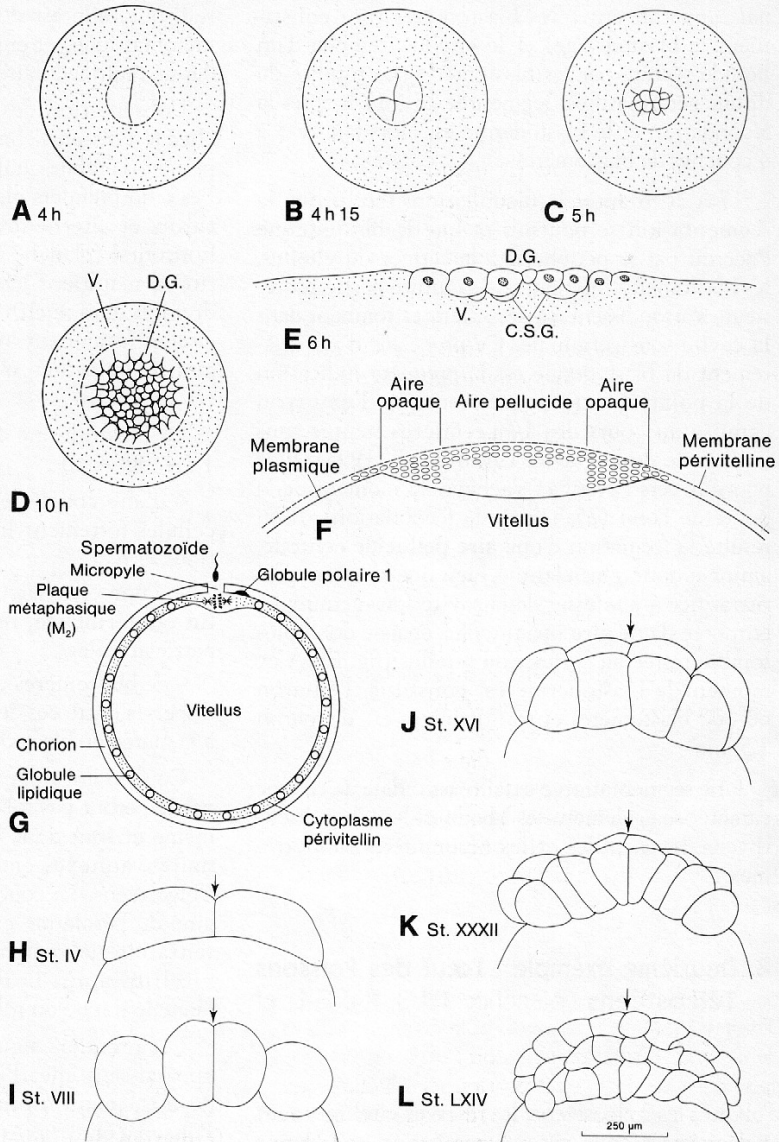 A 4 h
B 4 h 15
C 5 h
V.
D.G.
D 10 h
D.G.
V.
C.S.G.
E 6 h
Aire
opaque
Aire pellucide
Aire
opaque
Membrane
plasmique
Membrane
périvitelline
F
Vitellus
Spermatozoïde
Micropyle
Globule polaire 1
Plaque
métaphasique
(M₂)
Vitellus
Chorion
Globule
lipidique
Cytoplasme
périvitellin
G
H St. IV
I St. VIII
J St. XVI
K St. XXXII
L St. LXIV
250 µm